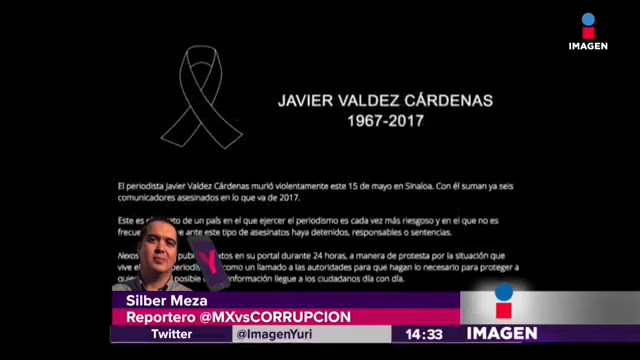 IMAGEN
JAVIER VALDEZ CÁRDENAS
1967-2017
El periodista Javier Valdez Cárdenas murió violentamente este 15 de mayo en Sinaloa. Con él suman ya seis
comunicadores asesinados en lo que va de 2017.
Este es el de un país en el que ejercer el periodismo es cada vez más riesgoso y en el que no es
ante este tipo de asesinatos haya detenidos, responsables o sentencias.
Nexos en su portal durante 24 horas, a manera de protesta por la situación que
vive el como un llamado a las autoridades para que hagan lo necesario para proteger a
posible información llegue a los ciudadanos día con día.
Y
Silber Meza
Reportero @MXvsCORRUPCION
Twitter @ImagenYuri 14:33 IMAGEN